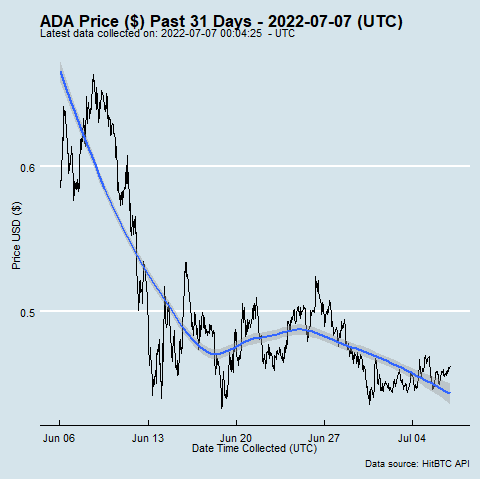 ADA Price ($) Past 31 Days - 2022-07-07 (UTC)
Latest data collected on: 2022-07-07 00:04:25 - UTC
0.6
0.5
Price USD ($)
Jun 06 Jun 13 Jun 20 Jun 27 Jul 04
Date Time Collected (UTC)
Data source: HitBTC API